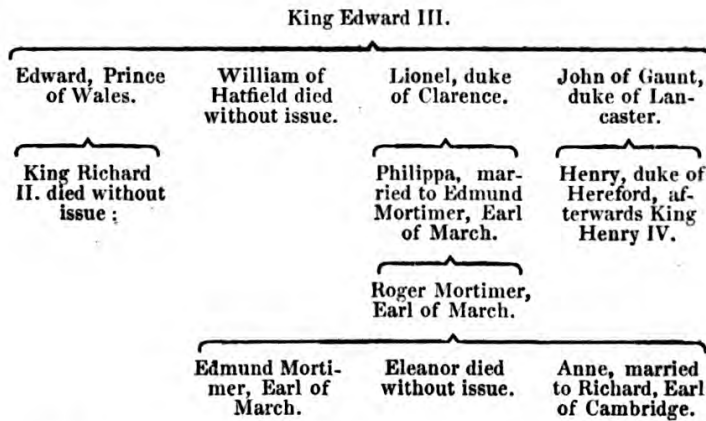 King Edward III.
Edward, Prince
of Wales.
William of
Hatfield died
without issue.
Lionel, duke
of Clarence.
John of Gaunt,
duke of Lan-
caster.
King Richard
II. died without
issue;
Philippa, mar-
ried to Edmund
Mortimer, Earl
of March.
Henry, duke of
Hereford, af-
terwards King
Henry IV.
Roger Mortimer,
Earl of March.
Edmund Morti-
mer, Earl of
March.
Eleanor died
without issue.
Anne, married
to Richard, Earl
of Cambridge.